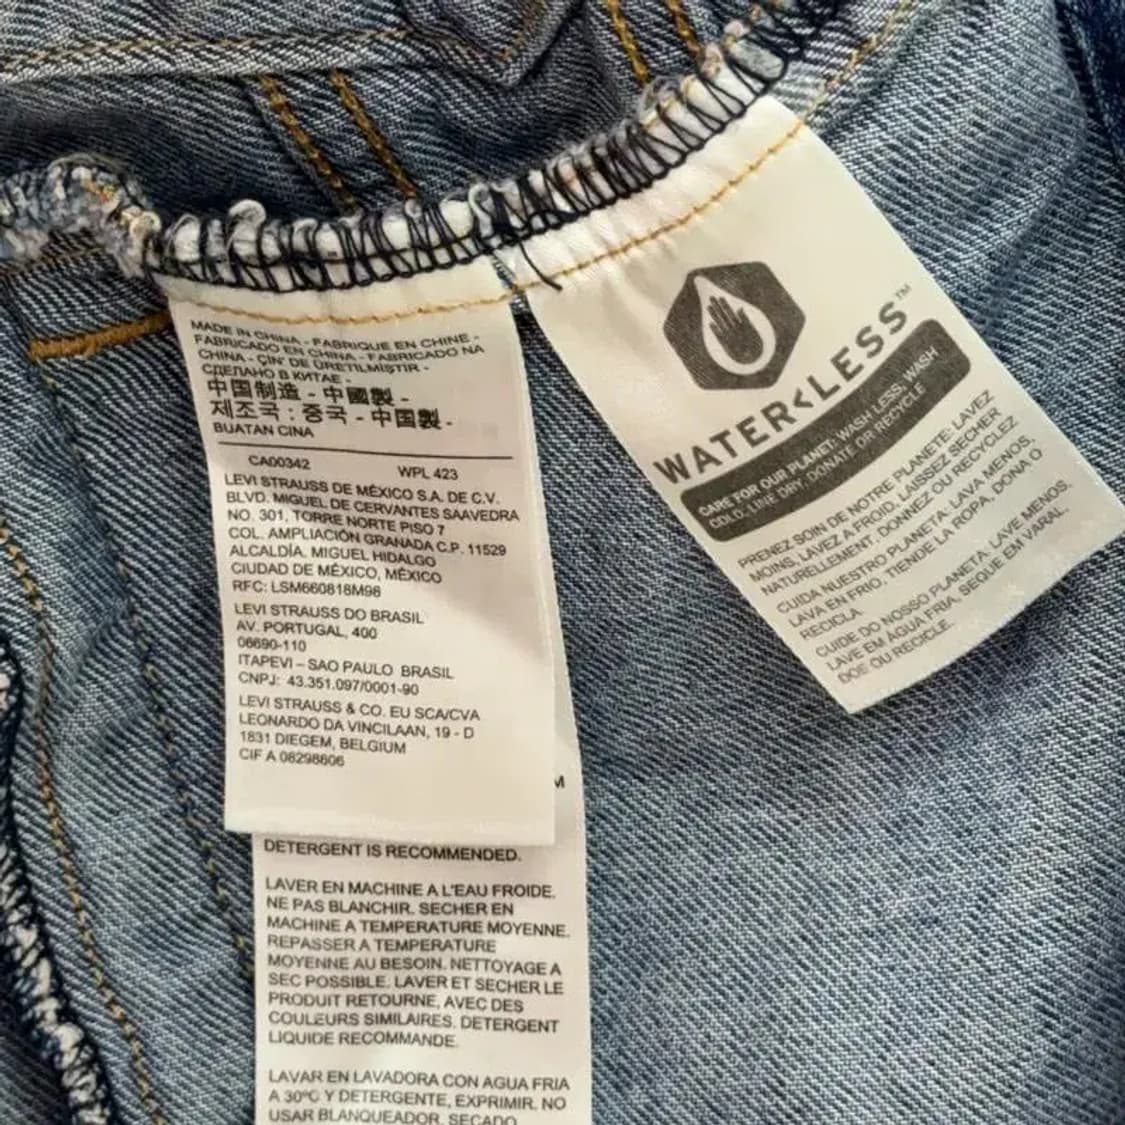 MADE IN CHINA - FABRIQUE EN CHINE -
FABRICADO EN CHINA - FABRICADO NA
CHINA - ÇİN' DE ÜRETİLMİŞTİR -
СДЕЛАНО В КИТАЕ -
中国制造 - 中國製 -
제조국 : 중국 - 中国製 -
BUATAN CINA
CA00342 WPL 423
LEVI STRAUSS DE MÉXICO S.A. DE C.V.
BLVD. MIGUEL DE CERVANTES SAAVEDRA
NO. 301, TORRE NORTE PISO 7
COL. AMPLIACIÓN GRANADA C.P. 11529
ALCALDÍA. MIGUEL HIDALGO
CIUDAD DE MÉXICO, MÉXICO
RFC: LSM660818M98
LEVI STRAUSS DO BRASIL
AV. PORTUGAL, 400
06690-110
ITAPEVI – SAO PAULO BRASIL
CNPJ: 43.351.097/0001-90
LEVI STRAUSS & CO. EU SCA/CVA
LEONARDO DA VINCILAAN, 19 - D
1831 DIEGEM, BELGIUM
CIF A 08298606
M
DETERGENT IS RECOMMENDED.
LAVER EN MACHINE A L'EAU FROIDE.
NE PAS BLANCHIR. SECHER EN
MACHINE A TEMPERATURE MOYENNE.
REPASSER A TEMPERATURE
MOYENNE AU BESOIN. NETTOYAGE A
SEC POSSIBLE. LAVER ET SECHER LE
PRODUIT RETOURNE, AVEC DES
COULEURS SIMILAIRES. DETERGENT
LIQUIDE RECOMMANDE.
LAVAR EN LAVADORA CON AGUA FRIA
A 30ºC Y DETERGENTE, EXPRIMIR. NO
USAR BLANQUEADOR. SECADO
WATER<LESS™
CARE FOR OUR PLANET: WASH LESS, WASH
COLD, LINE DRY, DONATE OR RECYCLE
PRENEZ SOIN DE NOTRE PLANETE: LAVEZ
MOINS, LAVEZ A FROID, LAISSEZ SECHER
NATURELLEMENT, DONNEZ OU RECYCLEZ
CUIDA NUESTRO PLANETA: LAVA MENOS,
LAVA EN FRIO, TIENDE LA ROPA, DONA O
RECICLA.
CUIDE DO NOSSO PLANETA. LAVE MENOS.
LAVE EM ÁGUA FRIA, SEQUE EM VARAL.
DOE OU RECICLE.